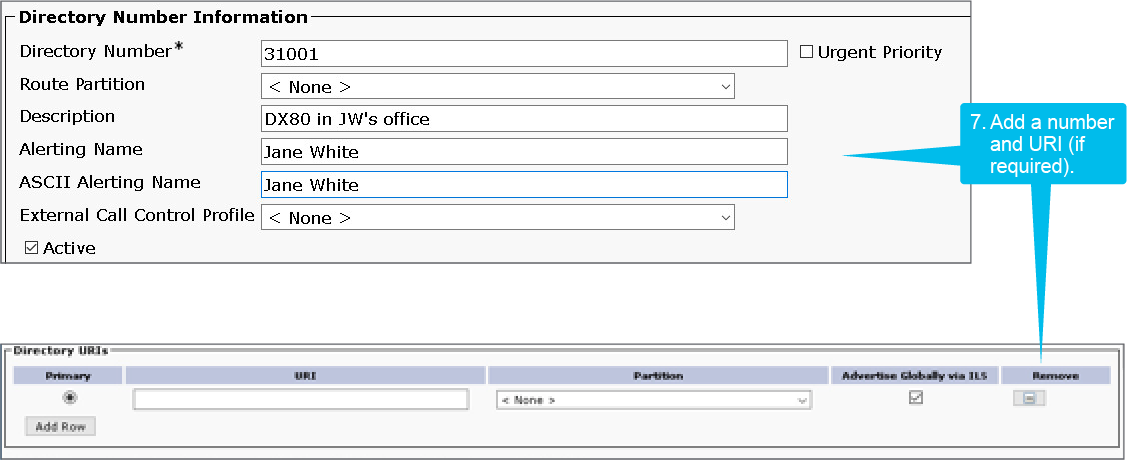 Directory Number Information
Directory Number* 31001 Urgent Priority
Route Partition < None >
Description DX80 in JW's office
Alerting Name Jane White
ASCII Alerting Name Jane White
External Call Control Profile < None >
Active
7. Add a number
and URI (if
required).
Directory URIs
Primary URI Partition Advertise Globally via ILS Remove
< None >
Add Row